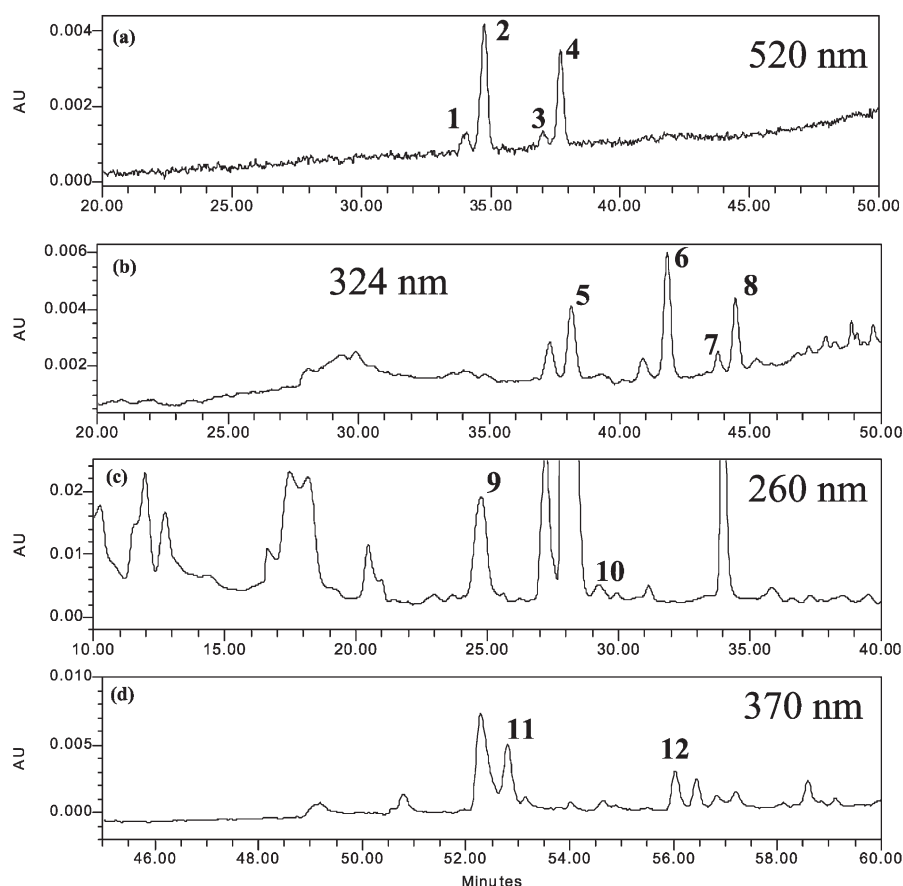 (a)
520 nm
0.004
0.002
0.000
AU
1
2
3
4
20.00 25.00 30.00 35.00 40.00 45.00 50.00
(b)
324 nm
0.006
0.004
0.002
AU
5
6
7
8
20.00 25.00 30.00 35.00 40.00 45.00 50.00
(c)
260 nm
0.02
0.01
0.00
AU
9
10
10.00 15.00 20.00 25.00 30.00 35.00 40.00
(d)
370 nm
0.010
0.005
0.000
AU
11
12
46.00 48.00 50.00 52.00 54.00 56.00 58.00 60.00
Minutes